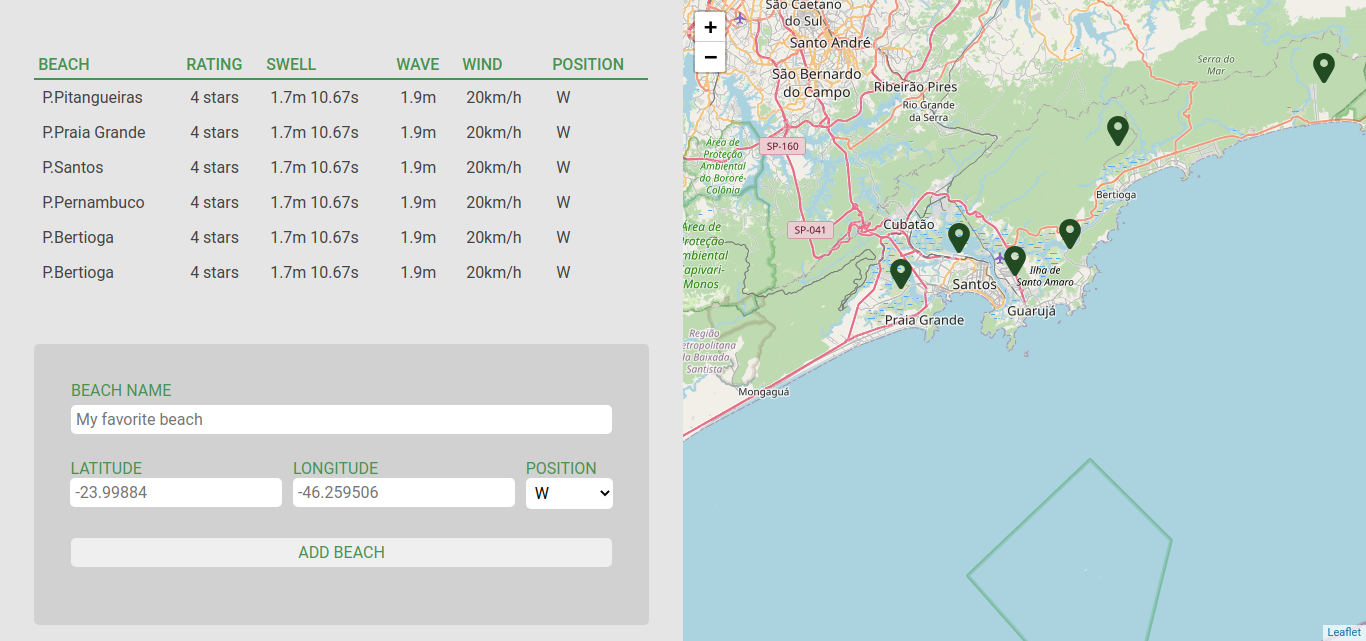 BEACH RATING SWELL WAVE WIND POSITION
P.Pitangueiras 4 stars 1.7m 10.67s 1.9m 20km/h W
P.Praia Grande 4 stars 1.7m 10.67s 1.9m 20km/h W
P.Santos 4 stars 1.7m 10.67s 1.9m 20km/h W
P.Pernambuco 4 stars 1.7m 10.67s 1.9m 20km/h W
P.Bertioga 4 stars 1.7m 10.67s 1.9m 20km/h W
P.Bertioga 4 stars 1.7m 10.67s 1.9m 20km/h W
BEACH NAME
My favorite beach
LATITUDE LONGITUDE POSITION
-23.99884 -46.259506 W
ADD BEACH
+
−
São Caetano
do Sul
Santo André
São Bernardo
do Campo
Ribeirão Pires
Rio Grande
da Serra
Serra do
Mar
SP-160
Área de
Proteção
Ambiental
do Bororé-
Colônia
Bertioga
SP-041
Cubatão
Área de
Proteção
mbiental
apivari-
Monos
Ilha de
Santo Amaro
Santos
Guarujá
Praia Grande
Região
etropolitana
da Baixada
Santista
Mongaguá
Leaflet